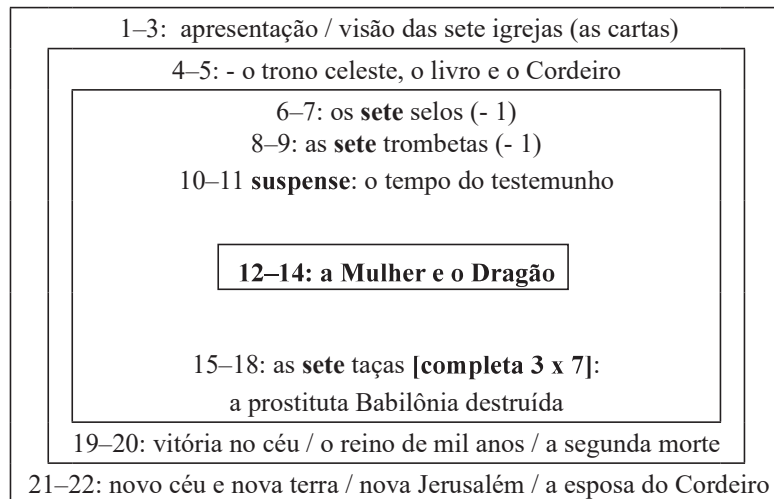 1–3:  apresentação / visão das sete igrejas (as cartas)
4–5: - o trono celeste, o livro e o Cordeiro
6–7: os sete selos (- 1)
8–9: as sete trombetas (- 1)
10–11 suspense: o tempo do testemunho
12–14: a Mulher e o Dragão
15–18: as sete taças [completa 3 x 7]:
a prostituta Babilônia destruída
19–20: vitória no céu / o reino de mil anos / a segunda morte
21–22: novo céu e nova terra / nova Jerusalém / a esposa do Cordeiro